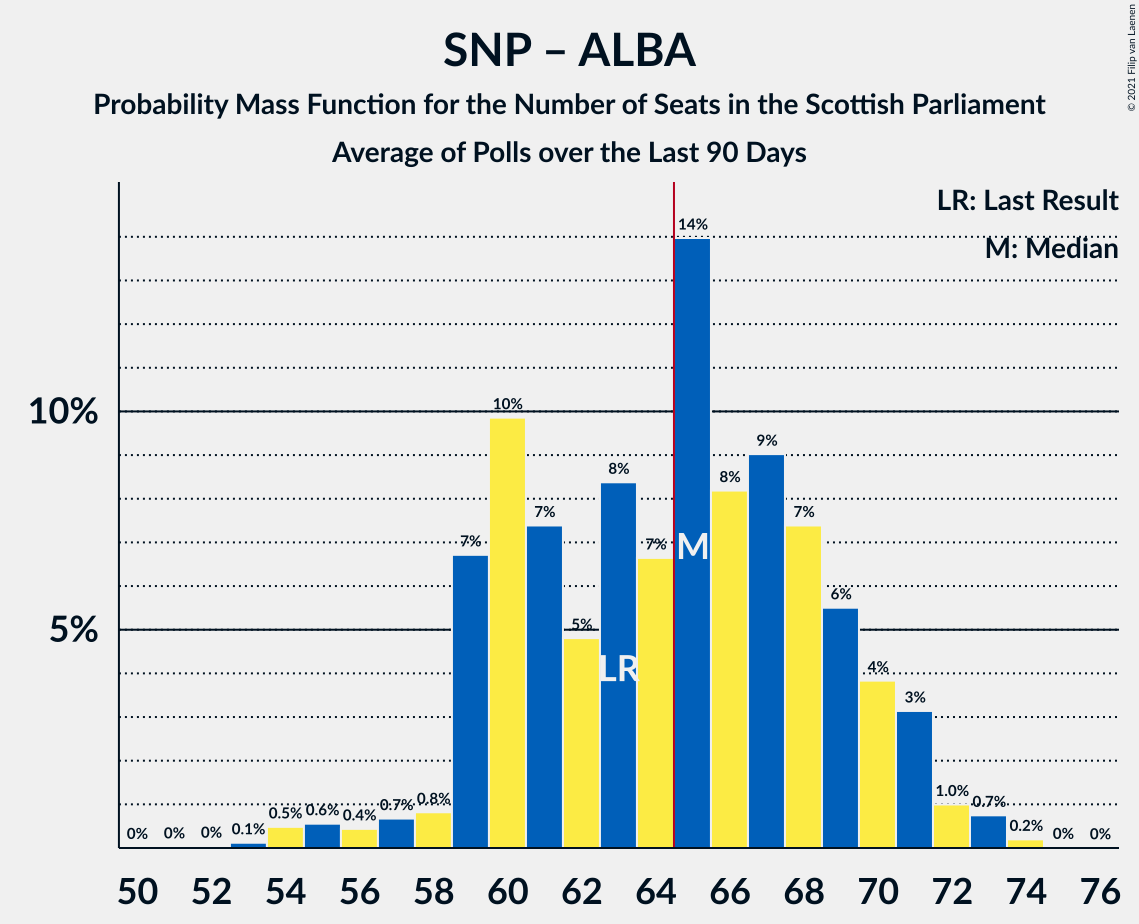 SNP – ALBA
Probability Mass Function for the Number of Seats in the Scottish Parliament
Average of Polls over the Last 90 Days
© 2021 Filip van Laenen
LR: Last Result
M: Median
10%
5%
0% 0% 0% 0.1% 0.5% 0.6% 0.4% 0.7% 0.8% 7% 10% 7% 5% 8% 7% 14% 8% 9% 7% 6% 4% 3% 1.0% 0.7% 0.2% 0% 0%
LR
M
50 52 54 56 58 60 62 64 66 68 70 72 74 76